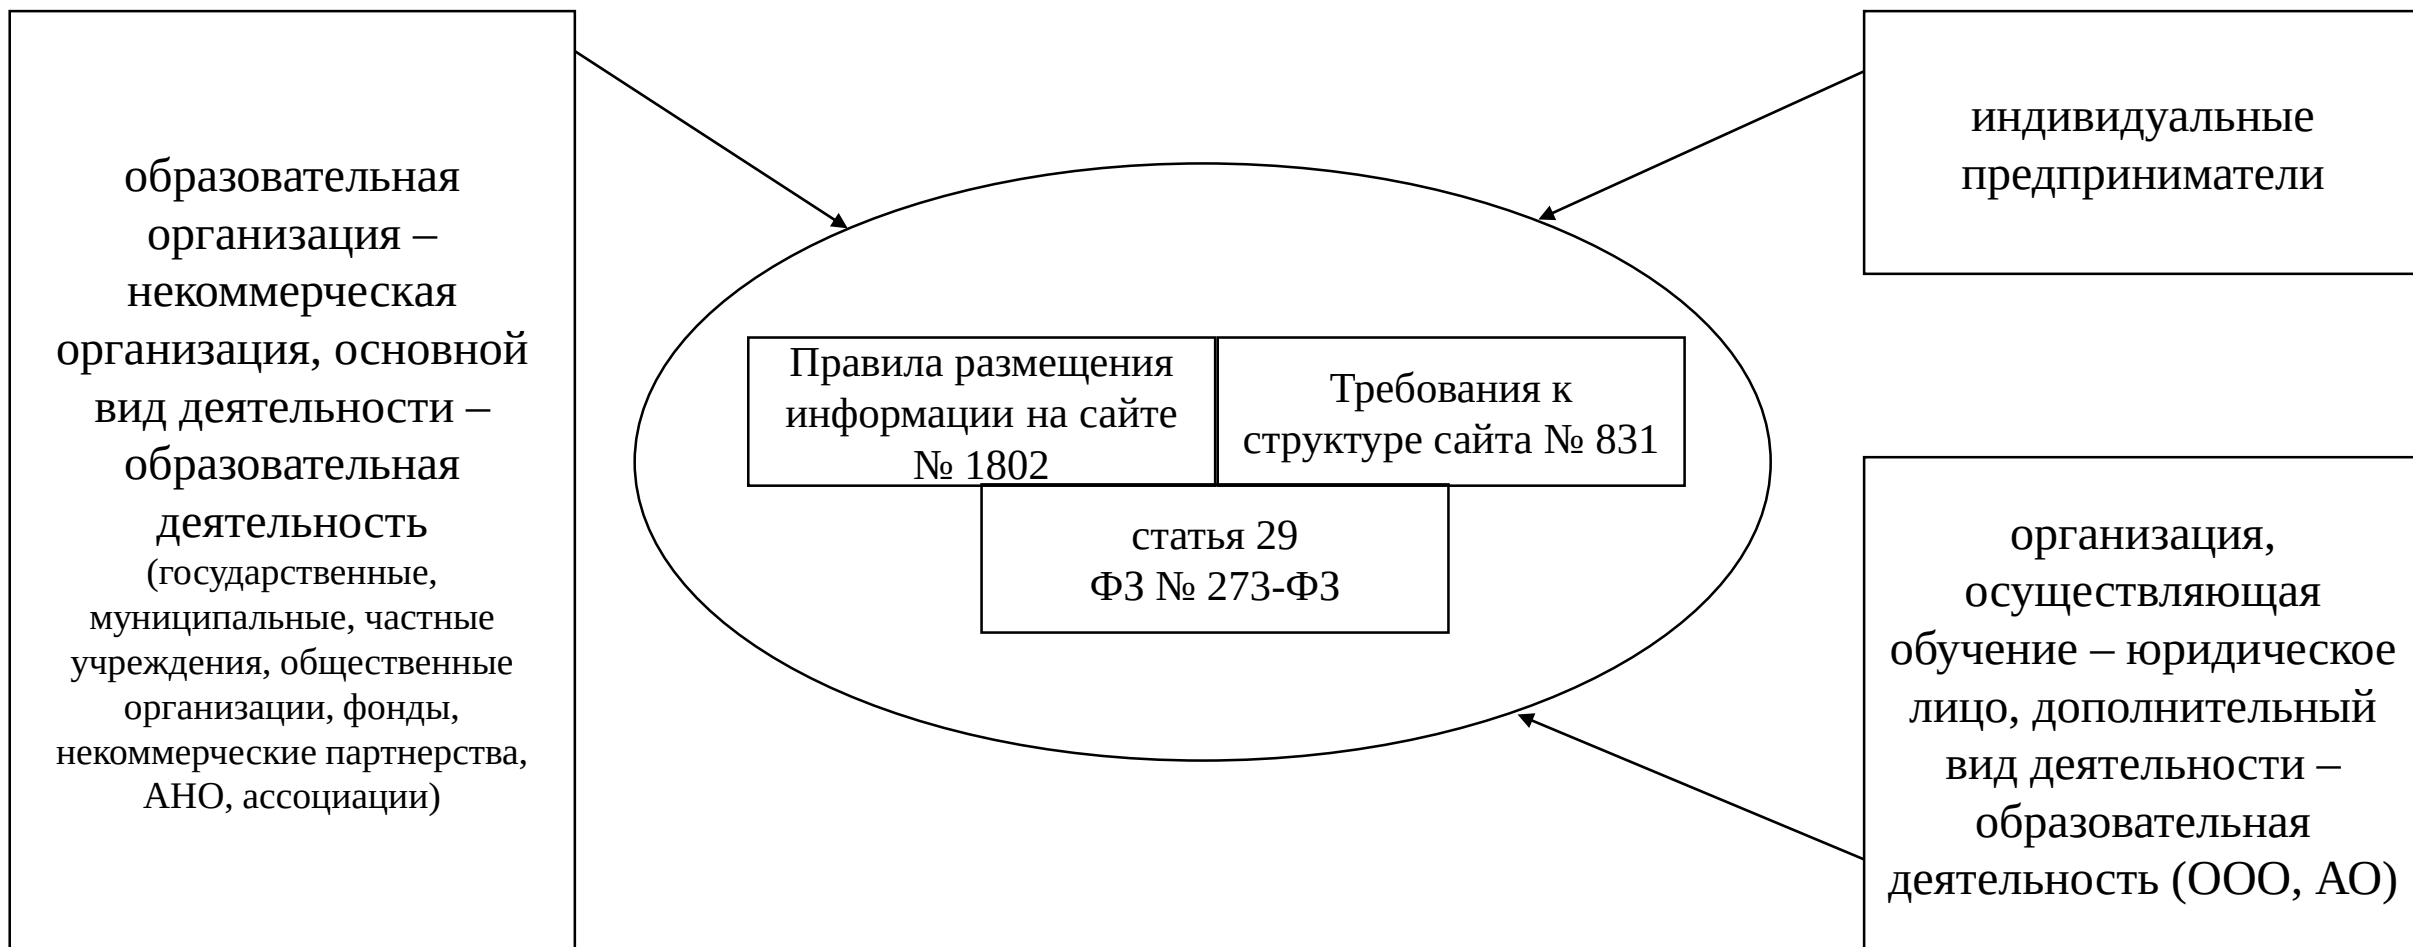 образовательная
организация –
некоммерческая
организация, основной
вид деятельности –
образовательная
деятельность
(государственные,
муниципальные, частные
учреждения, общественные
организации, фонды,
некоммерческие партнерства,
АНО, ассоциации)
Правила размещения
информации на сайте
№ 1802
Требования к
структуре сайта № 831
статья 29
ФЗ № 273-ФЗ
индивидуальные
предприниматели
организация,
осуществляющая
обучение – юридическое
лицо, дополнительный
вид деятельности –
образовательная
деятельность (ООО, АО)